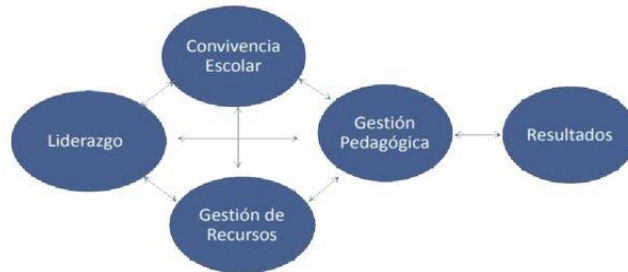 Convivencia
Escolar
Liderazgo
Gestión
Pedagógica
Resultados
Gestión de
Recursos